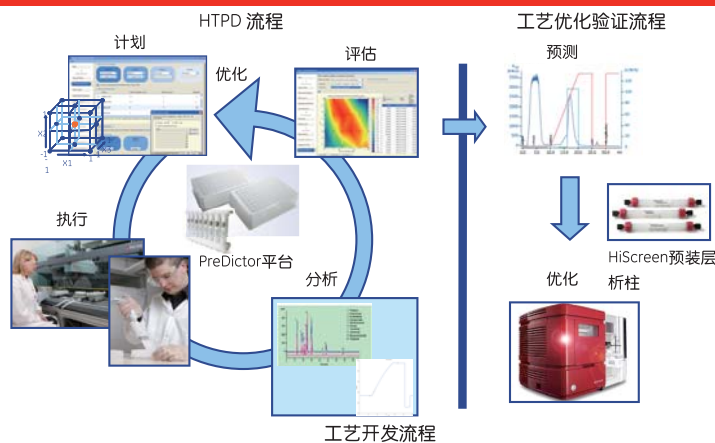 HTPD 流程
工艺优化验证流程
计划
优化
评估
预测
X1
执行
PreDictor平台
分析
HiScreen预装层
析柱
优化
工艺开发流程